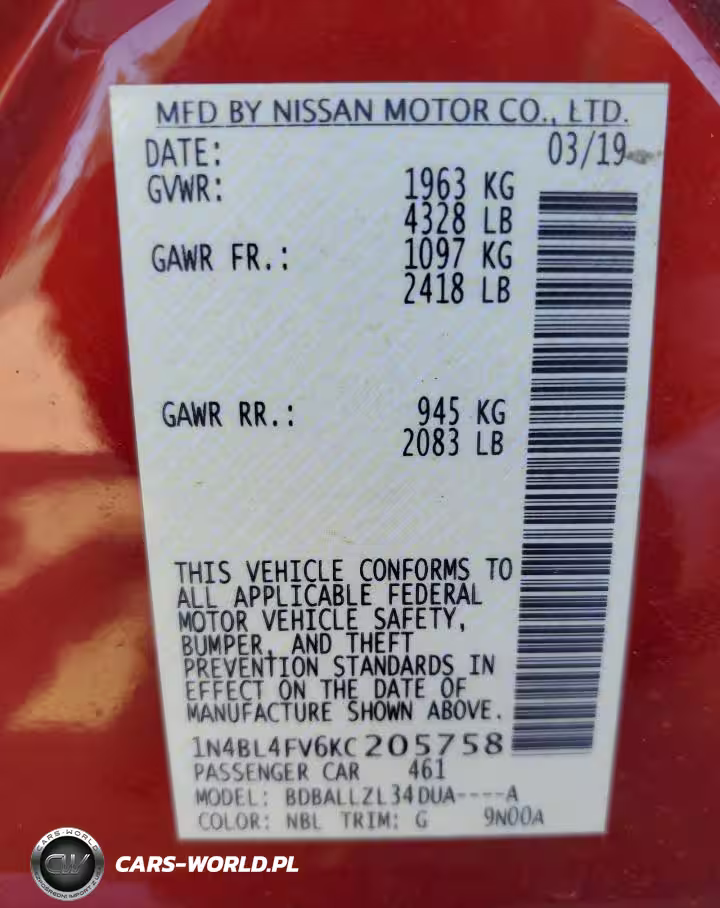 MFD BY NISSAN MOTOR CO., LTD.
DATE: 03/19
GVWR: 1963 KG
4328 LB
GAWR FR.: 1097 KG
2418 LB
GAWR RR.: 945 KG
2083 LB
THIS VEHICLE CONFORMS TO
ALL APPLICABLE FEDERAL
MOTOR VEHICLE SAFETY,
BUMPER, AND THEFT
PREVENTION STANDARDS IN
EFFECT ON THE DATE OF
MANUFACTURE SHOWN ABOVE.
1N4BL4FV6KC205758
PASSENGER CAR 461
MODEL: BDBALLZL34DUA----A
COLOR: NBL TRIM: G 9N00A
CARS-WORLD
CW
CARS-WORLD.PL